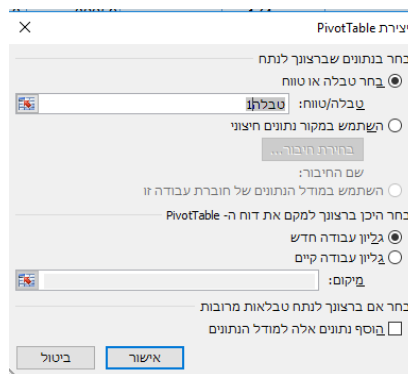 יצירת PivotTable
בחר בנתונים שברצונך לנתח
בחר טבלה או טווח
טבלה/טווח: טבלה1
השתמש במקור נתונים חיצוני
בחירת חיבור...
שם החיבור:
השתמש במודל הנתונים של חוברת עבודה זו
בחר היכן ברצונך למקם את דוח ה- PivotTable
גליון עבודה חדש
גליון עבודה קיים
מיקום:
בחר אם ברצונך לנתח טבלאות מרובות
הוסף נתונים אלה למודל הנתונים
אישור
ביטול